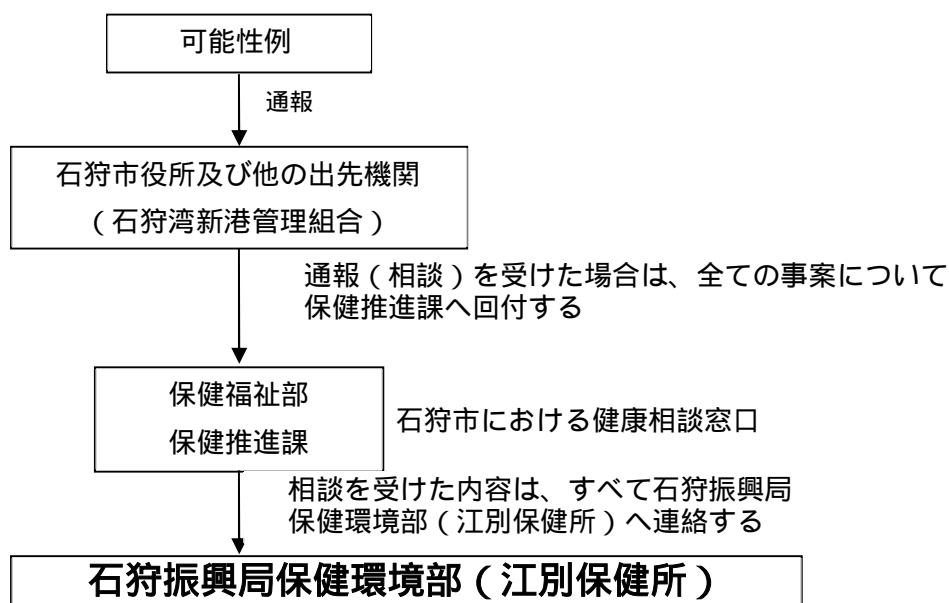 可能性例
通報
石狩市役所及び他の出先機関
（石狩湾新港管理組合）
通報（相談）を受けた場合は、全ての事案について
保健推進課へ回付する
保健福祉部
保健推進課
石狩市における健康相談窓口
相談を受けた内容は、すべて石狩振興局
保健環境部（江別保健所）へ連絡する
石狩振興局保健環境部（江別保健所）